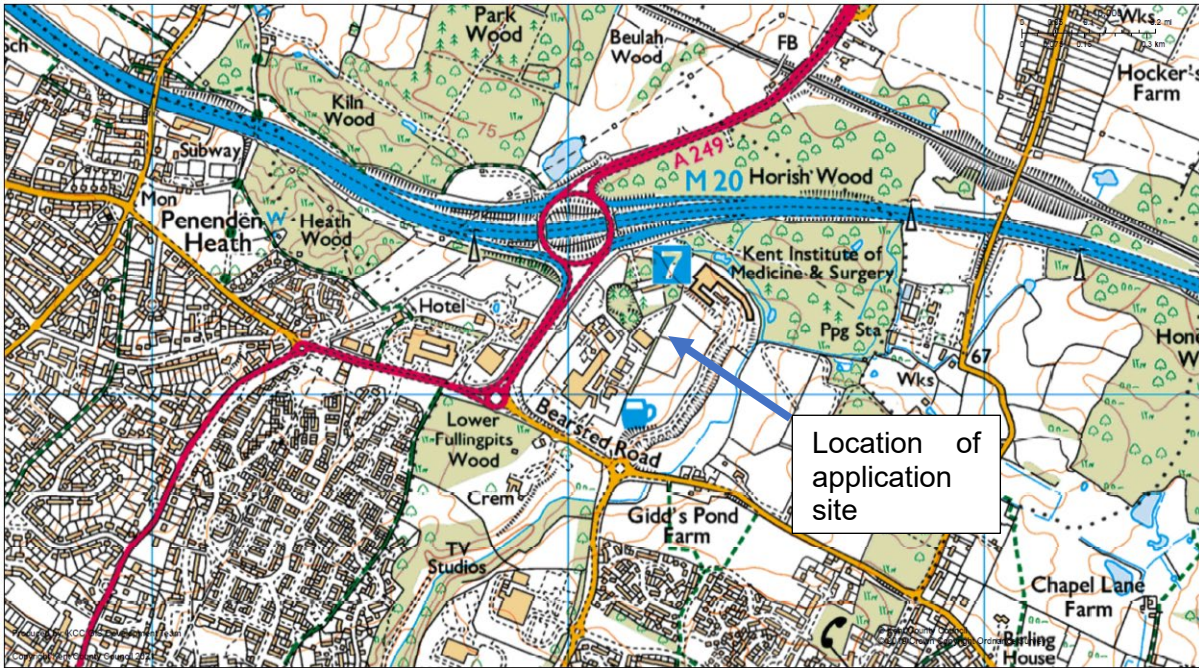 Park
Wood
Beulah
Wood
FB
Wks
Hocker's
Farm
Kiln
Wood
75
A 249
M 20
Horish Wood
Subway
Mon
Penenden
Heath
W
Heath
Wood
7
Kent Institute of
Medicine & Surgery
Hotel
Ppg Sta
67
Wks
Lower
Fullingpits
Wood
Bearsted Road
Crem
Gidd's Pond
Farm
TV
Studios
Location of
application
site
Chapel Lane
Farm
House